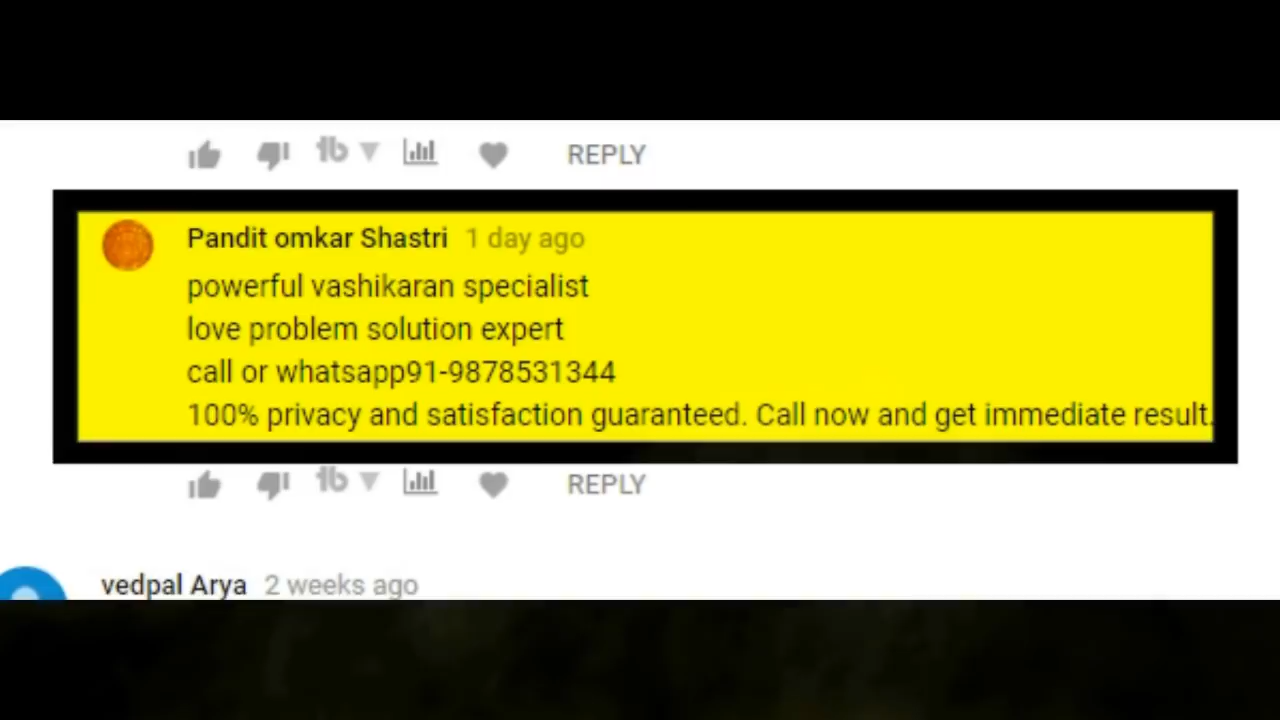 REPLY
Pandit omkar Shastri 1 day ago
powerful vashikaran specialist
love problem solution expert
call or whatsapp91-9878531344
100% privacy and satisfaction guaranteed. Call now and get immediate result.
REPLY
vedpal Arya 2 weeks ago